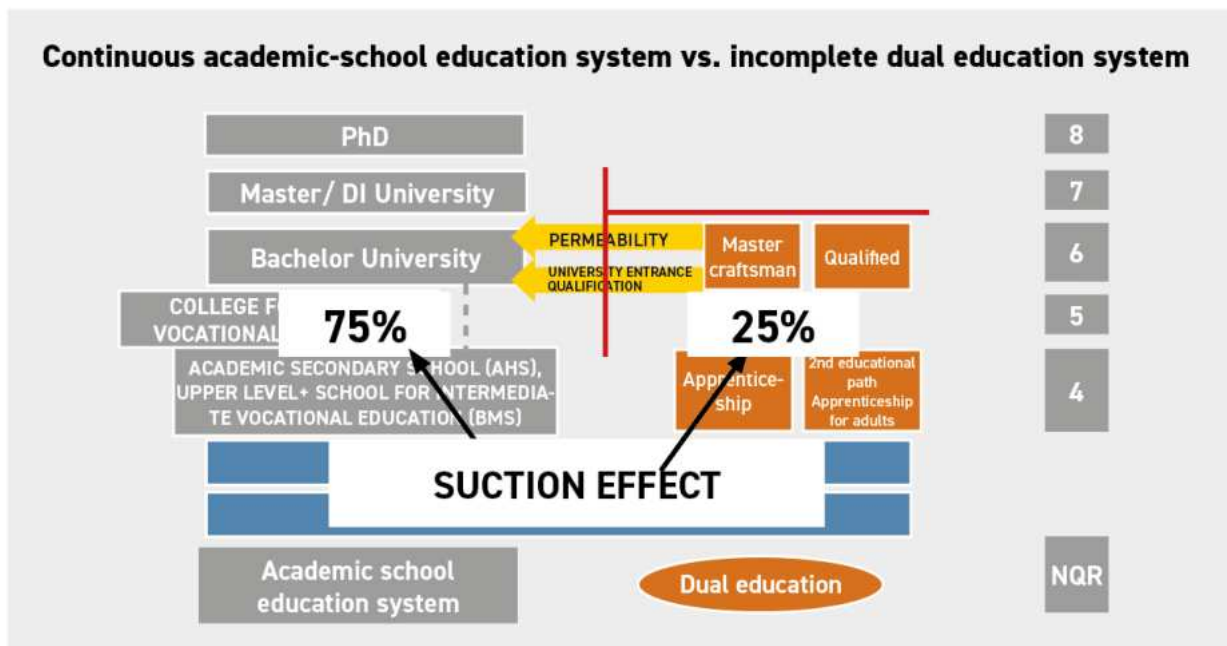 Continuous academic-school education system vs. incomplete dual education system
PhD
8
Master/ DI University
7
Bachelor University
PERMEABILITY
UNIVERSITY ENTRANCE
QUALIFICATION
Master
craftsman
Qualified
6
COLLEGE
VOCATIONAL
75%
25%
5
ACADEMIC SECONDARY SCHOOL (AHS),
UPPER LEVEL+ SCHOOL FOR INTERMEDIA-
TE VOCATIONAL EDUCATION (BMS)
Apprentice-
ship
2nd educational
path
Apprenticeship
for adults
4
SUCTION EFFECT
Academic school
education system
Dual education
NQR